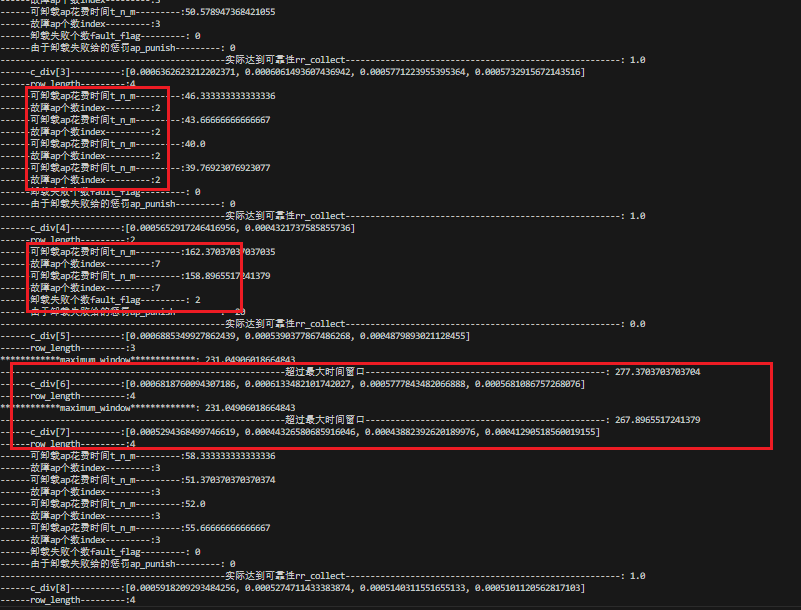 ------可卸载ap花费时间t_n_m---------:50.578947368421055
------故障ap个数index---------:3
------卸载失败个数fault_flag---------: 0
------由于卸载失败给的惩罚ap_punish---------: 0
---------------------------------------------实际达到可靠性rr_collect-------------------------------------------------------: 1.0
------c_div[3]----------:[0.0006362623212202371, 0.0006061493607436942, 0.0005771223955395364, 0.0005732915672143516]
------row_length---------:4
------可卸载ap花费时间t_n_m---------:46.333333333333336
------故障ap个数index---------:2
------可卸载ap花费时间t_n_m---------:43.66666666666667
------故障ap个数index---------:2
------可卸载ap花费时间t_n_m---------:40.0
------故障ap个数index---------:2
------可卸载ap花费时间t_n_m---------:39.76923076923077
------故障ap个数index---------:2
------卸载失败个数fault_flag---------: 0
------由于卸载失败给的惩罚ap_punish---------: 0
---------------------------------------------实际达到可靠性rr_collect-------------------------------------------------------: 1.0
------c_div[4]----------:[0.0005652917246416956, 0.0004321737585855736]
------row_length---------:2
------可卸载ap花费时间t_n_m---------:162.37037037037035
------故障ap个数index---------:7
------可卸载ap花费时间t_n_m---------:158.8965517241379
------故障ap个数index---------:7
------卸载失败个数fault_flag---------: 2
------由于卸载失败给的惩罚ap_punish---------: -20
---------------------------------------------实际达到可靠性rr_collect-------------------------------------------------------: 0.0
------c_div[5]----------:[0.0006885349927862439, 0.0005390377867486268, 0.0004879893021128455]
------row_length---------:3
************maximum_window*************: 231.04906018664843
---------------------------------------------------------超过最大时间窗口------------------------------------------------: 277.3703703703704
------c_div[6]----------:[0.0006818760094307186, 0.0006133482101742027, 0.0005777843482066888, 0.0005681086757268076]
------row_length---------:4
************maximum_window*************: 231.04906018664843
---------------------------------------------------------超过最大时间窗口------------------------------------------------: 267.8965517241379
------c_div[7]----------:[0.0005294368499746619, 0.00044326580685916046, 0.00043882392620189976, 0.00041290518560019155]
------row_length---------:4
------可卸载ap花费时间t_n_m---------:58.333333333333336
------故障ap个数index---------:3
------可卸载ap花费时间t_n_m---------:51.370370370370374
------故障ap个数index---------:3
------可卸载ap花费时间t_n_m---------:52.0
------故障ap个数index---------:3
------可卸载ap花费时间t_n_m---------:55.66666666666667
------故障ap个数index---------:3
------卸载失败个数fault_flag---------: 0
------由于卸载失败给的惩罚ap_punish---------: 0
---------------------------------------------实际达到可靠性rr_collect-------------------------------------------------------: 1.0
------c_div[8]----------:[0.0005918209293484256, 0.0005274711433383874, 0.0005140311551655133, 0.0005101120562817103]
------row_length---------:4